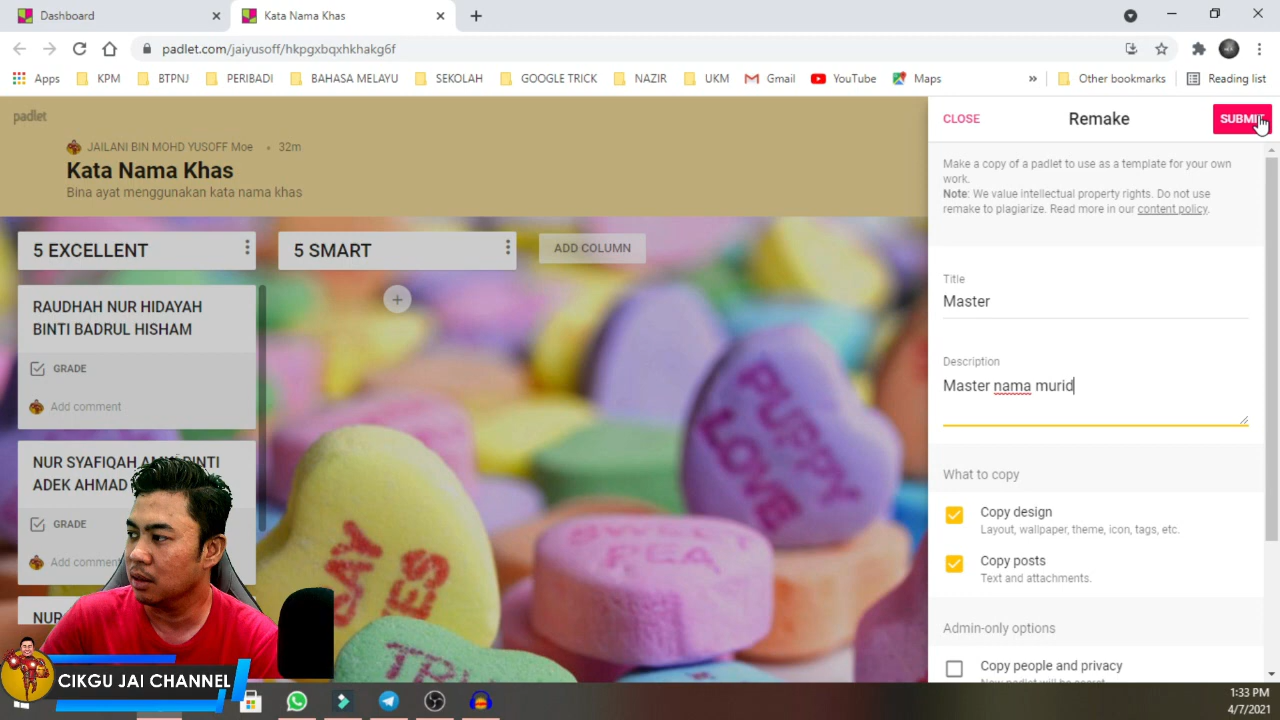 Dashboard
Kata Nama Khas
padlet.com/jaiyusoff/hkpgxbqxhkhakg6f
Apps
KPM
BTPNJ
PERIBADI
BAHASA MELAYU
SEKOLAH
GOOGLE TRICK
NAZIR
UKM
Gmail
YouTube
Maps
»
Other bookmarks
Reading list
padlet
JAILANI BIN MOHD YUSOFF Moe • 32m
Kata Nama Khas
Bina ayat menggunakan kata nama khas
5 EXCELLENT
5 SMART
ADD COLUMN
RAUDHAH NUR HIDAYAH
BINTI BADRUL HISHAM
GRADE
Add comment
ADEK AHMAD
GRADE
Add comment
NUR
CLOSE
Remake
Make a copy of a padlet to use as a template for your own
work.
Note: We value intellectual property rights. Do not use
remake to plagiarize. Read more in our content policy.
Title
Master
Description
Master nama murid
What to copy
Copy design
Layout, wallpaper, theme, icon, tags, etc.
Copy posts
Text and attachments.
Admin-only options
Copy people and privacy
PUPPY
LOVE
SWEET
PEA
YES
CIKGU JAI CHANNEL
1:33 PM
4/7/2021